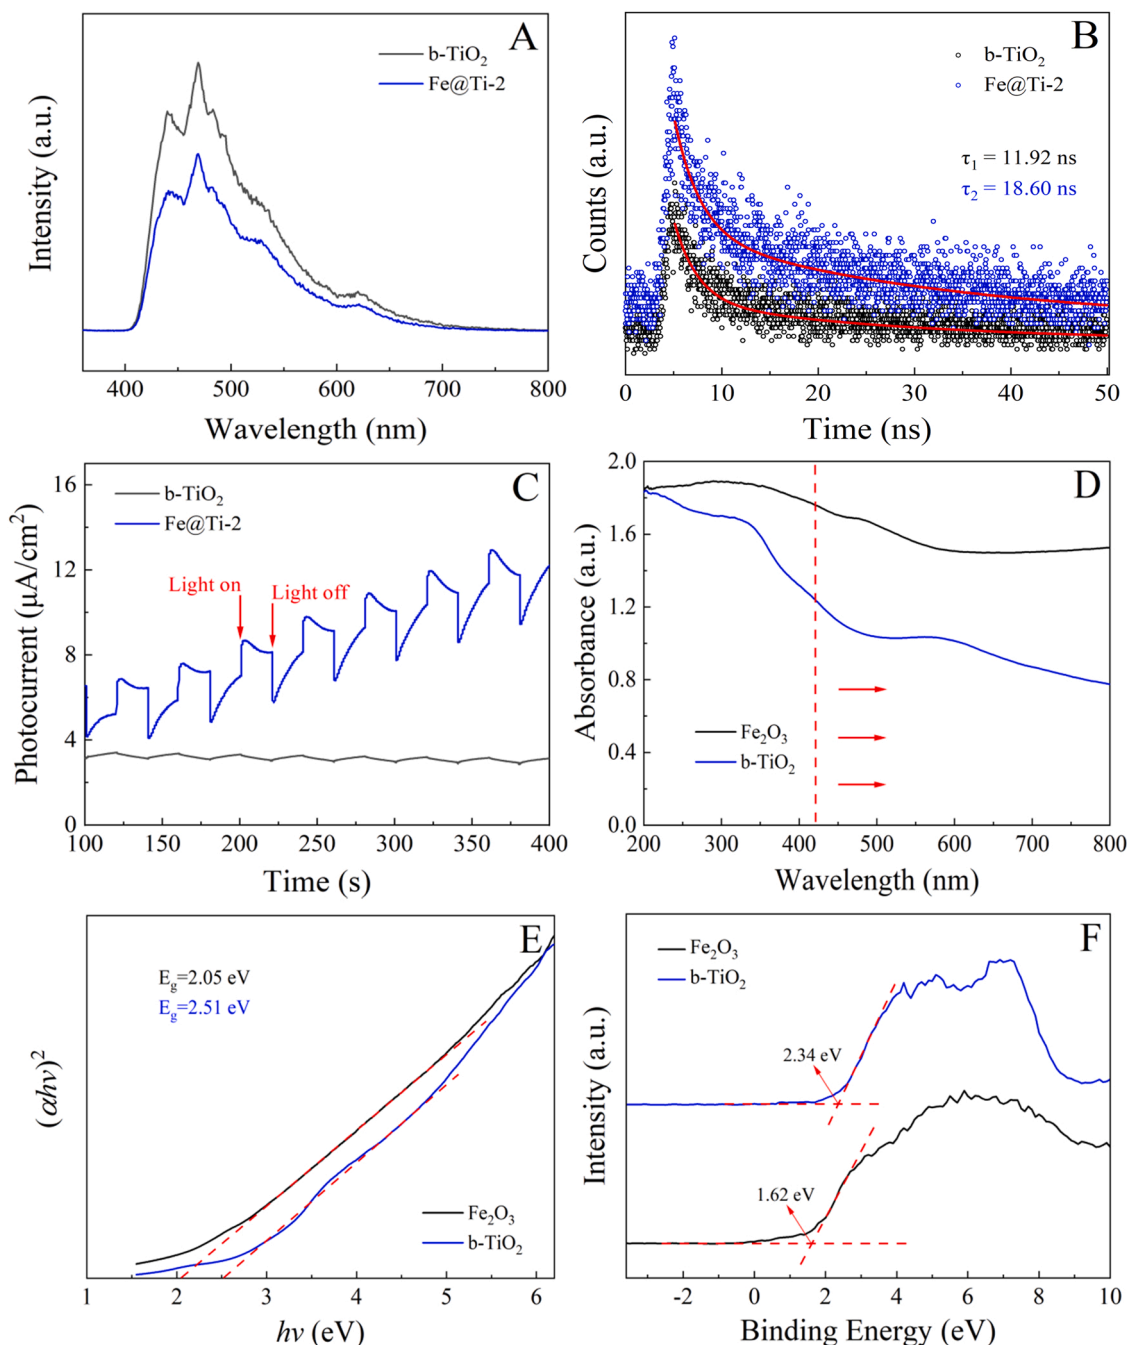 A
b-TiO2
Fe@Ti-2
Intensity (a.u.)
400 500 600 700 800
Wavelength (nm)
B
b-TiO2
Fe@Ti-2
τ1 = 11.92 ns
τ2 = 18.60 ns
Counts (a.u.)
0 10 20 30 40 50
Time (ns)
C
b-TiO2
Fe@Ti-2
Light on
Light off
Photocurrent (μA/cm2)
16
12
8
4
0
100 150 200 250 300 350 400
Time (s)
D
Absorbance (a.u.)
2.0
1.6
1.2
0.8
0.4
0.0
Fe2O3
b-TiO2
200 300 400 500 600 700 800
Wavelength (nm)
E
Eg=2.05 eV
Eg=2.51 eV
(αhν)2
Fe2O3
b-TiO2
1 2 3 4 5 6
hν (eV)
F
Fe2O3
b-TiO2
2.34 eV
1.62 eV
Intensity (a.u.)
-2 0 2 4 6 8 10
Binding Energy (eV)